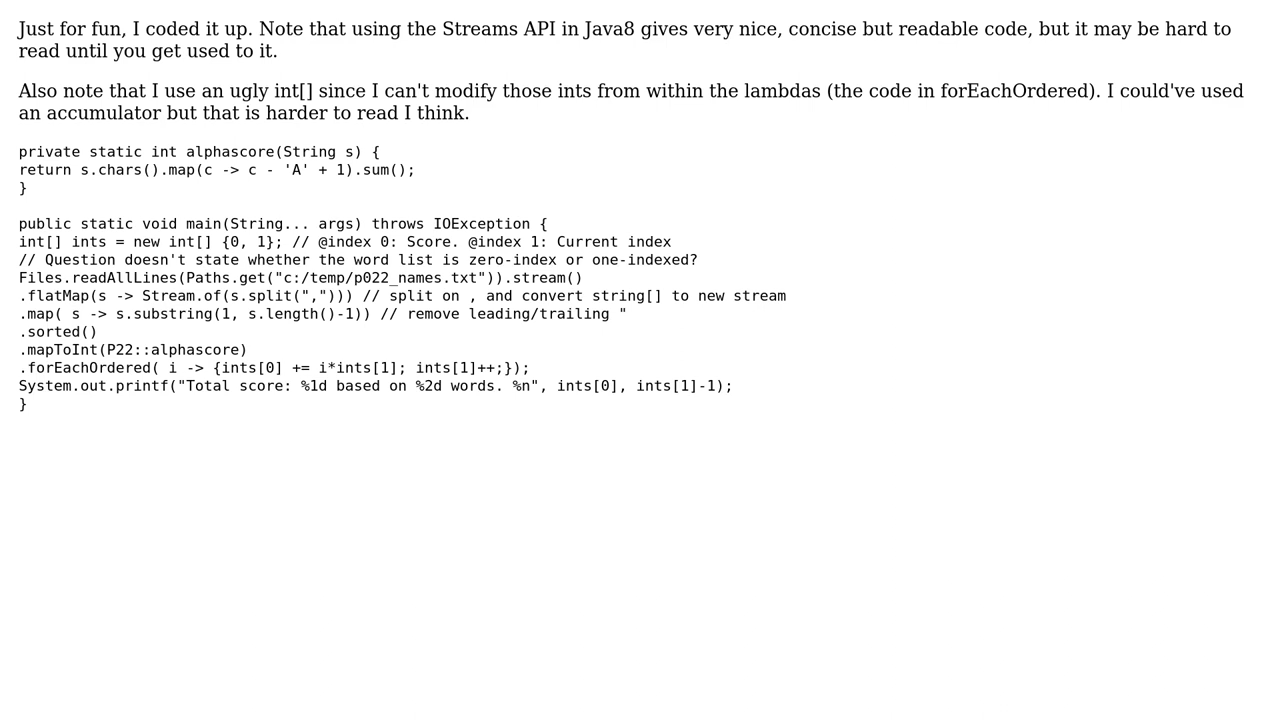 Just for fun, I coded it up. Note that using the Streams API in Java8 gives very nice, concise but readable code, but it may be hard to
read until you get used to it.
Also note that I use an ugly int[] since I can't modify those ints from within the lambdas (the code in forEachOrdered). I could've used
an accumulator but that is harder to read I think.
private static int alphascore(String s) {
return s.chars().map(c -> c - 'A' + 1).sum();
}
public static void main(String... args) throws IOException {
int[] ints = new int[] {0, 1}; // @index 0: Score. @index 1: Current index
// Question doesn't state whether the word list is zero-index or one-indexed?
Files.readAllLines(Paths.get("c:/temp/p022_names.txt")).stream()
.flatMap(s -> Stream.of(s.split(","))) // split on , and convert string[] to new stream
.map( s -> s.substring(1, s.length()-1)) // remove leading/trailing "
.sorted()
.mapToInt(P22::alphascore)
.forEachOrdered( i -> {ints[0] += i*ints[1]; ints[1]++;});
System.out.printf("Total score: %1d based on %2d words. %n", ints[0], ints[1]-1);
}